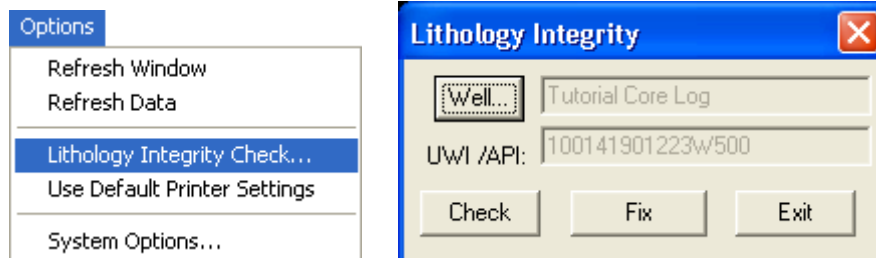 Options
Refresh Window
Refresh Data
Lithology Integrity Check...
Use Default Printer Settings
System Options...
Lithology Integrity
Well...
Tutorial Core Log
UWI /API:
100141901223W500
Check
Fix
Exit